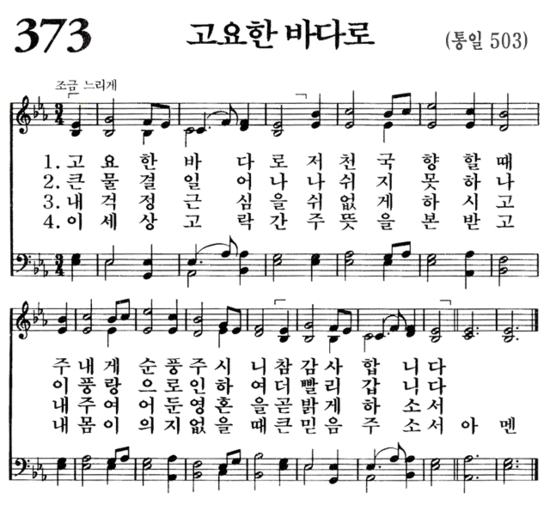 373 고요한 바다로 (통일 503)
조금 느리게
1. 고 요 한 바 다 로 저 천 국 향 할 때
2. 큰 물 결 일 어 나 나 쉬 지 못 하 나
3. 내 걱 정 근 심 을 쉬 없 게 하 시 고
4. 이 세 상 고 락 간 주 뜻 을 본 받 고
주 내 게 순 풍 주 시 니 참 감 사 합 니 다
이 풍 랑 으 로 인 하 여 더 빨 리 갑 니 다
내 주 여 어 둔 영 혼 을 곧 밝 게 하 소 서
내 몸 이 의 지 없 을 때 큰 믿 음 주 소 서 아 멘